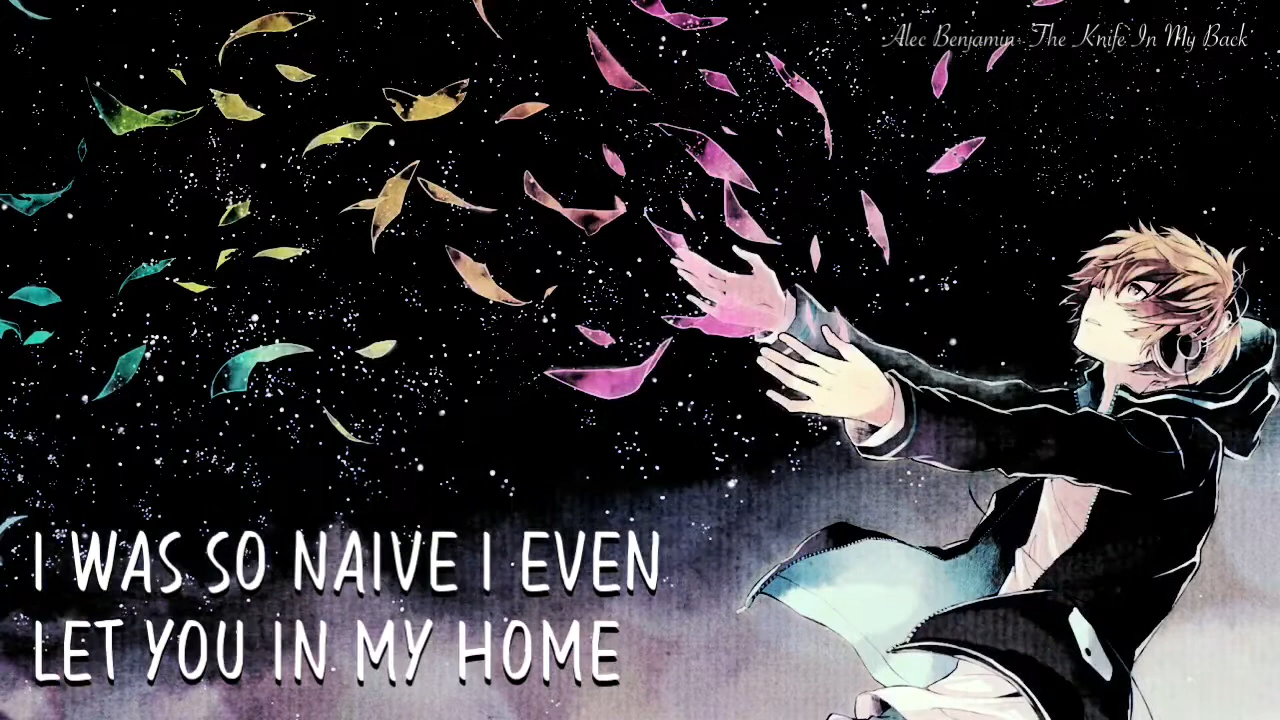 Alec Benjamin- The Knife In My Back
I WAS SO NAIVE I EVEN
LET YOU IN MY HOME